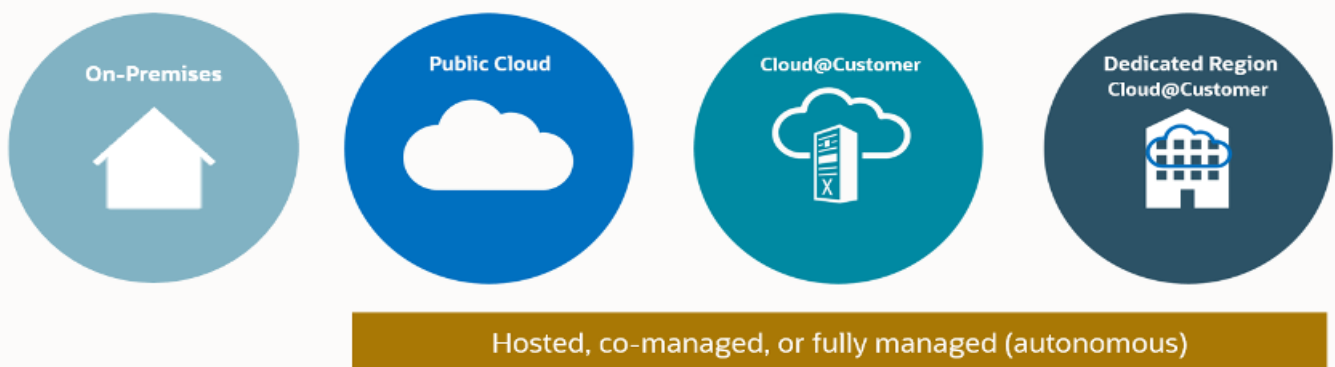 On-Premises
Public Cloud
Cloud@Customer
Dedicated Region
Cloud@Customer
X
Hosted, co-managed, or fully managed (autonomous)